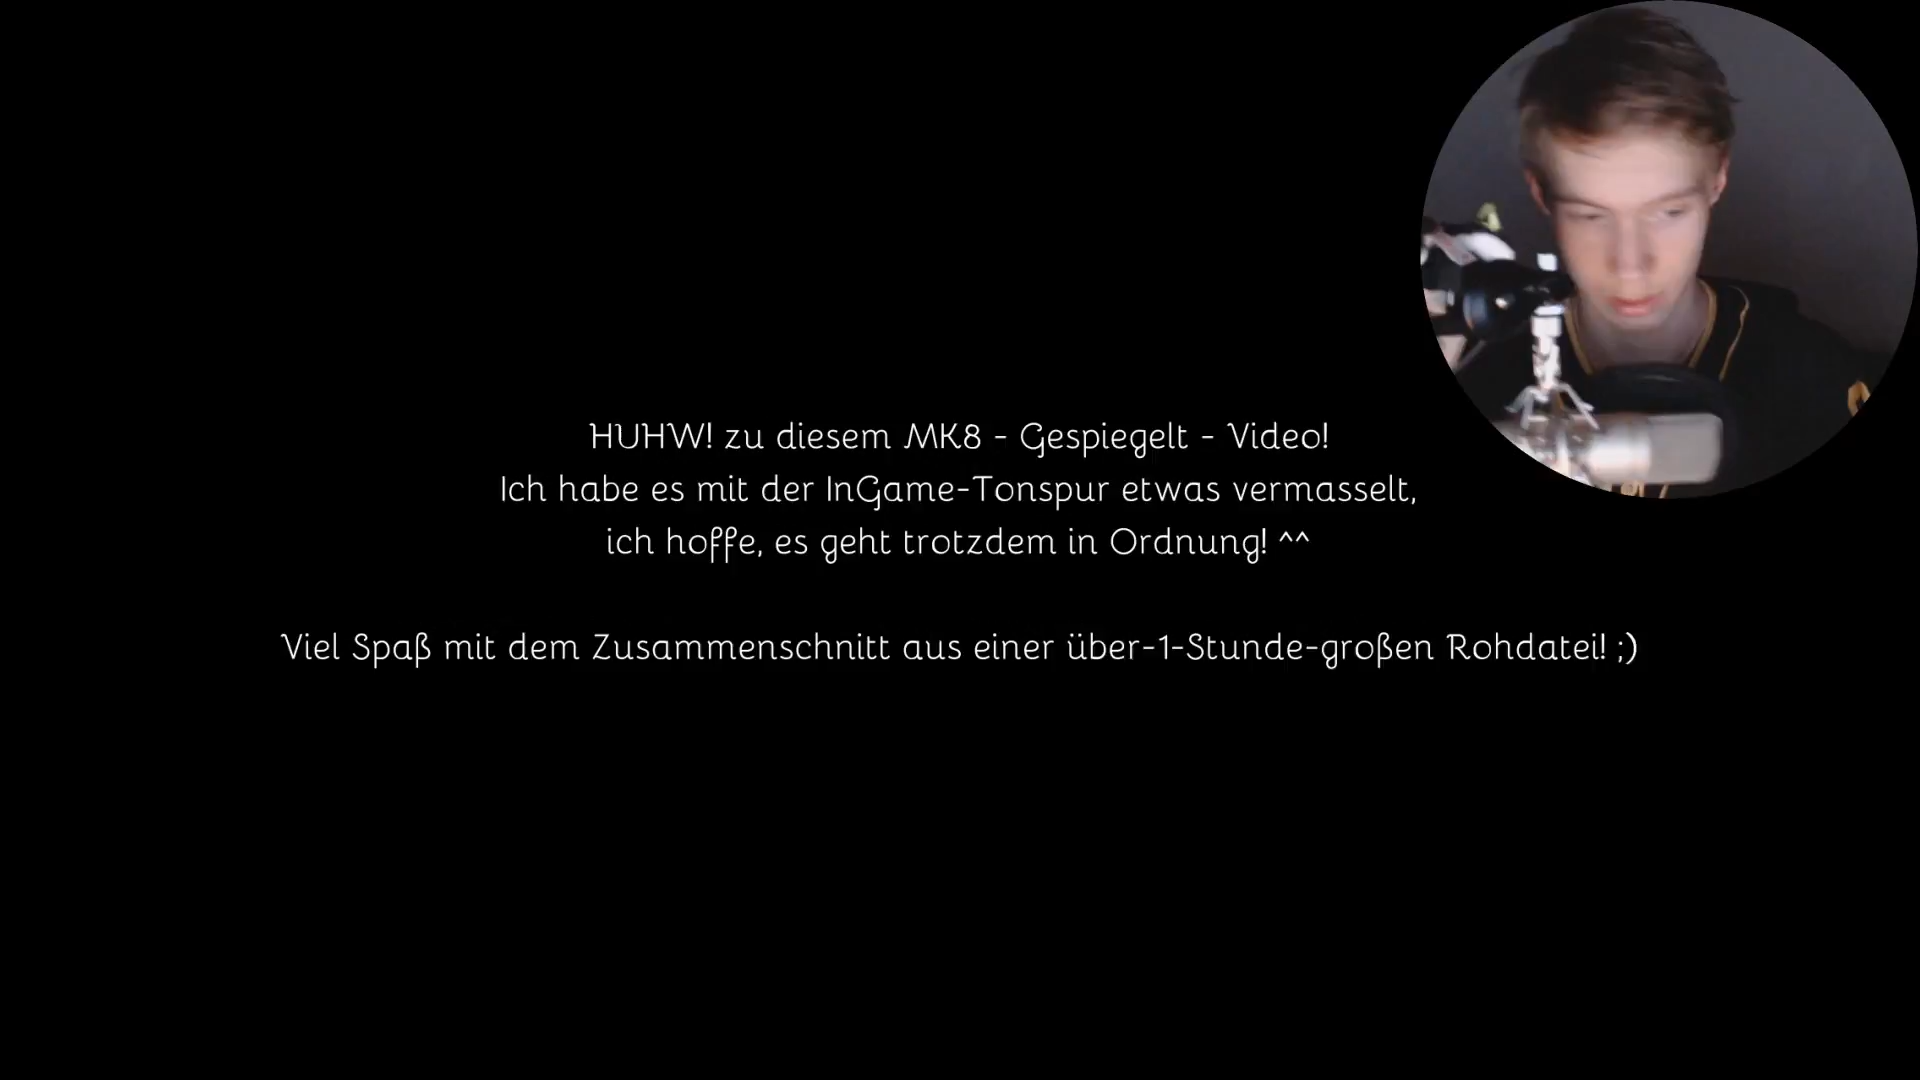 HUHW! zu diesem MK8 - Gespiegelt - Video!
Ich habe es mit der InGame-Tonspur etwas vermasselt,
ich hoffe, es geht trotzdem in Ordnung! ^^
Viel Spaß mit dem Zusammenschnitt aus einer über-1-Stunde-großen Rohdatei! ;)